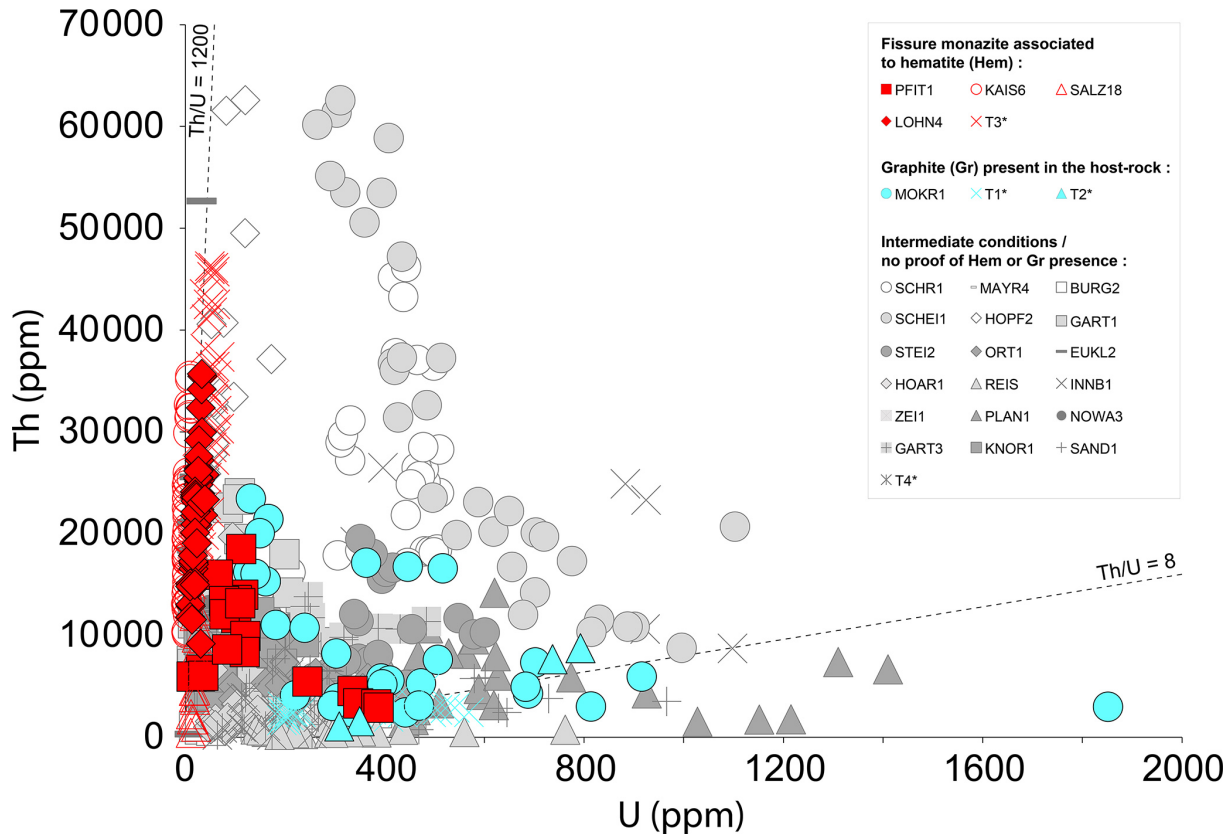 70000
60000
50000
40000
30000
20000
10000
0
Th (ppm)
Th/U = 1200
Th/U = 8
0
400
800
1200
1600
2000
U (ppm)
Fissure monazite associated
to hematite (Hem) :
PFIT1 KAIS6 SALZ18
LOHN4 T3*
Graphite (Gr) present in the host-rock :
MOKR1 T1* T2*
Intermediate conditions /
no proof of Hem or Gr presence :
SCHR1 MAYR4 BURG2
SCHEI1 HOPF2 GART1
STEI2 ORT1 EUKL2
HOAR1 REIS INNB1
ZEI1 PLAN1 NOWA3
GART3 KNOR1 SAND1
T4*